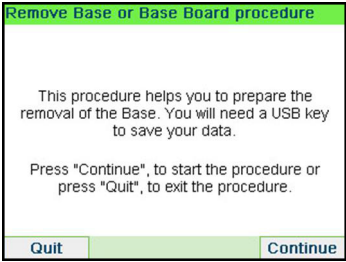 Remove Base or Base Board procedure
This procedure helps you to prepare the
removal of the Base. You will need a USB key
to save your data.
Press "Continue", to start the procedure or
press "Quit", to exit the procedure.
Quit
Continue